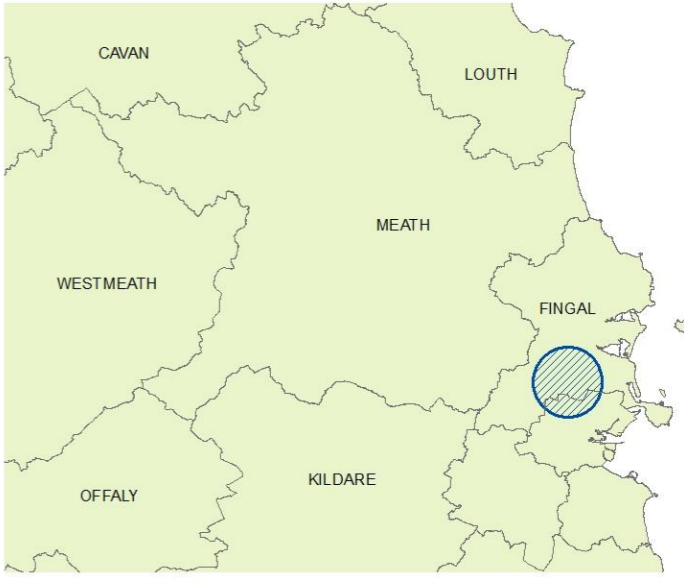 CAVAN
LOUTH
MEATH
WESTMEATH
FINGAL
KILDARE
OFFALY